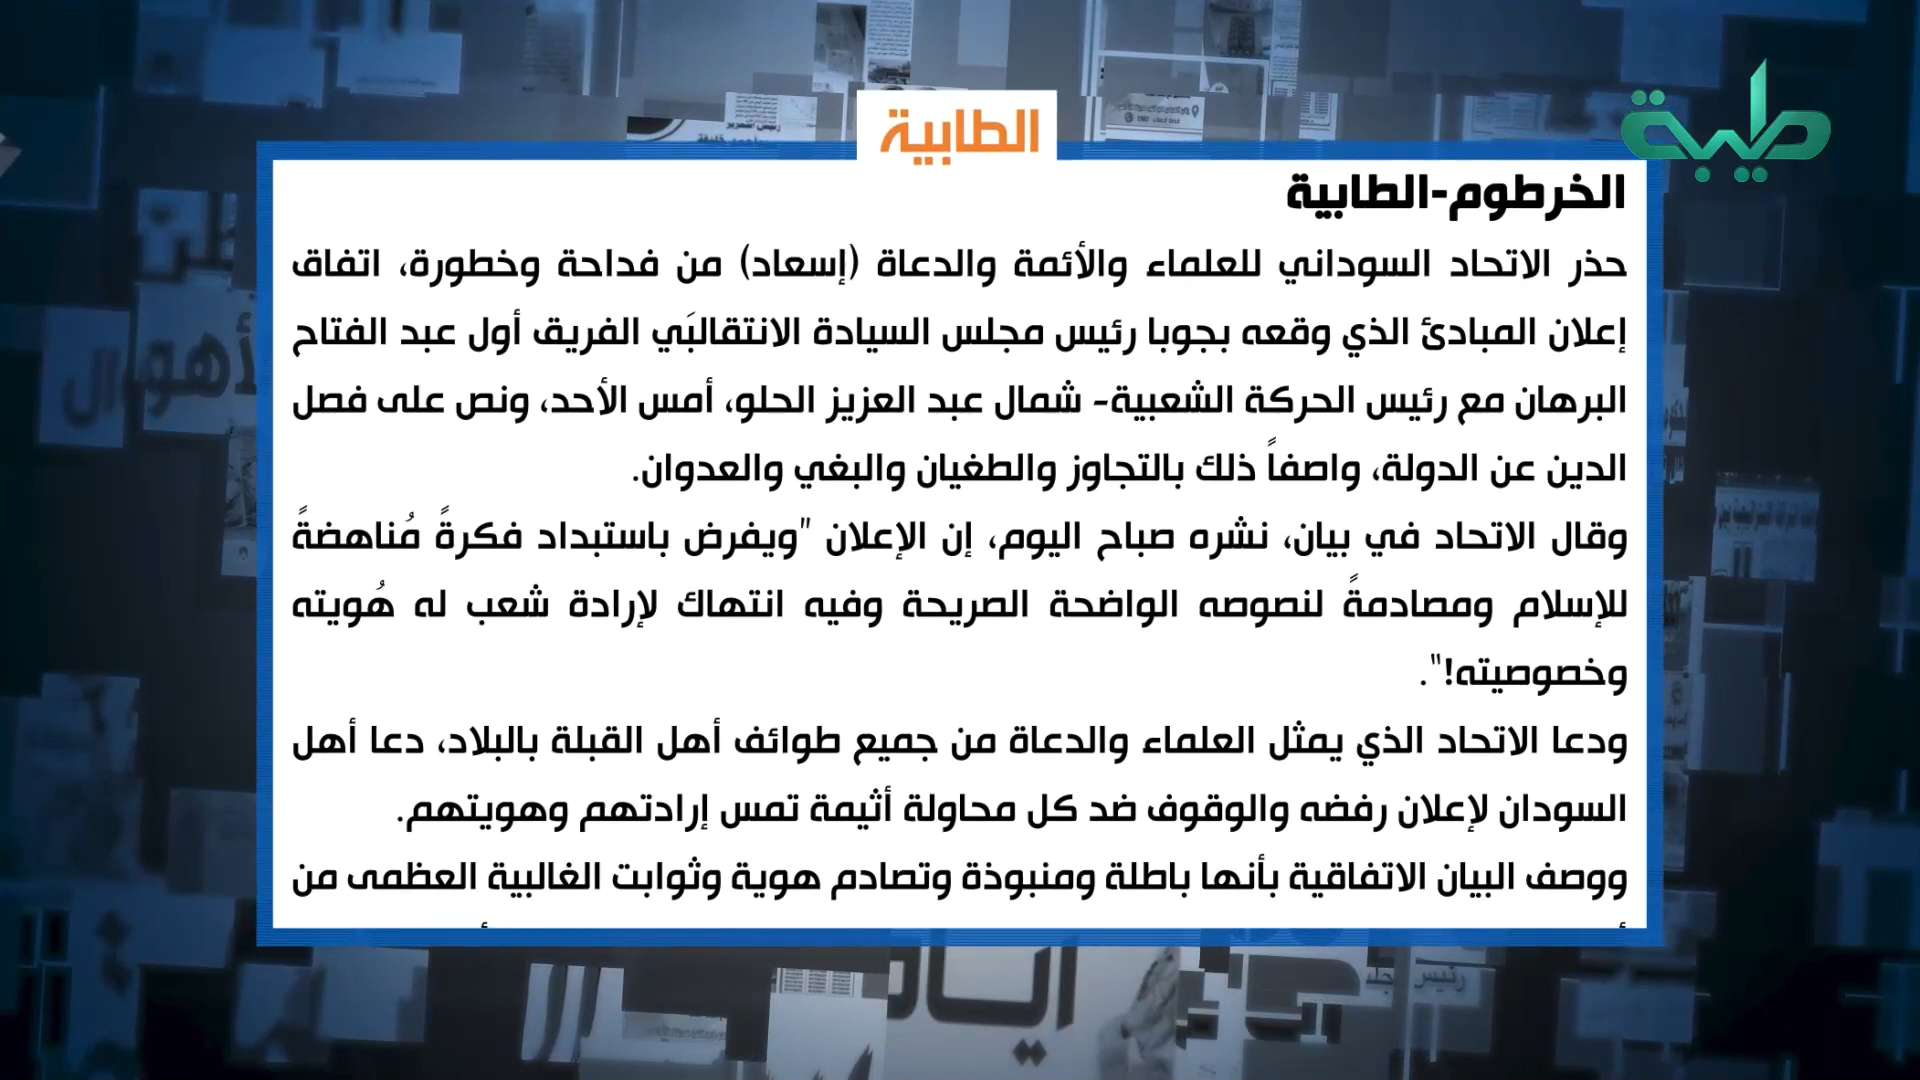 طيبة
الطابية
الخرطوم-الطابية
حذر الاتحاد السوداني للعلماء والأئمة والدعاة (إسعاد) من فداحة وخطورة، اتفاق
إعلان المبادئ الذي وقعه بجوبا رئيس مجلس السيادة الانتقالبَي الفريق أول عبد الفتاح
البرهان مع رئيس الحركة الشعبية- شمال عبد العزيز الحلو، أمس الأحد، ونص على فصل
الدين عن الدولة، واصفاً ذلك بالتجاوز والطغيان والبغي والعدوان.
وقال الاتحاد في بيان، نشره صباح اليوم، إن الإعلان "ويفرض باستبداد فكرةً مُناهضةً
للإسلام ومصادمةً لنصوصه الواضحة الصريحة وفيه انتهاك لإرادة شعب له هُويته
وخصوصيته!".
ودعا الاتحاد الذي يمثل العلماء والدعاة من جميع طوائف أهل القبلة بالبلاد، دعا أهل
السودان لإعلان رفضه والوقوف ضد كل محاولة أثيمة تمس إرادتهم وهويتهم.
ووصف البيان الاتفاقية بأنها باطلة ومنبوذة وتصادم هوية وثوابت الغالبية العظمى من
أهوال
رئيس التحرير